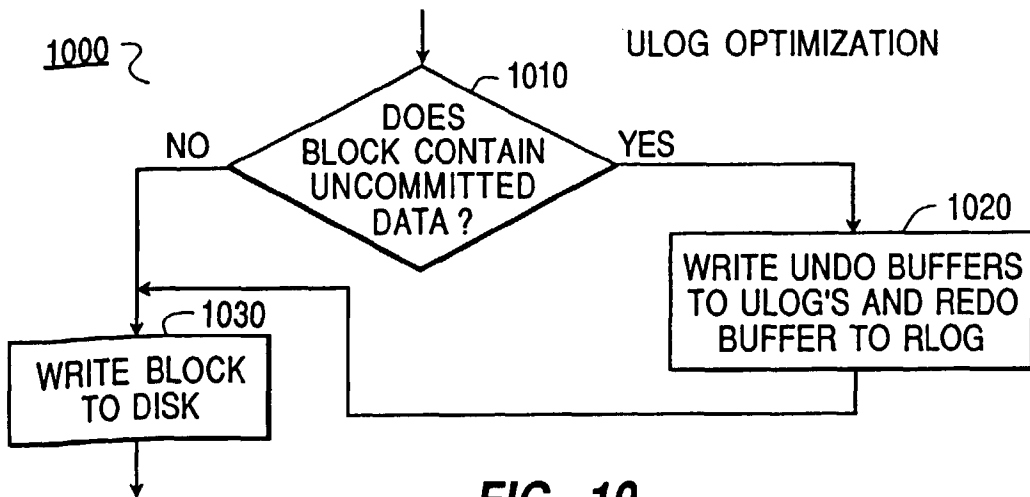 1000
ULOG OPTIMIZATION
1010
DOES
BLOCK CONTAIN
UNCOMMITTED
DATA ?
NO
YES
1020
WRITE UNDO BUFFERS
TO ULOG'S AND REDO
BUFFER TO RLOG
1030
WRITE BLOCK
TO DISK
FIG. 10